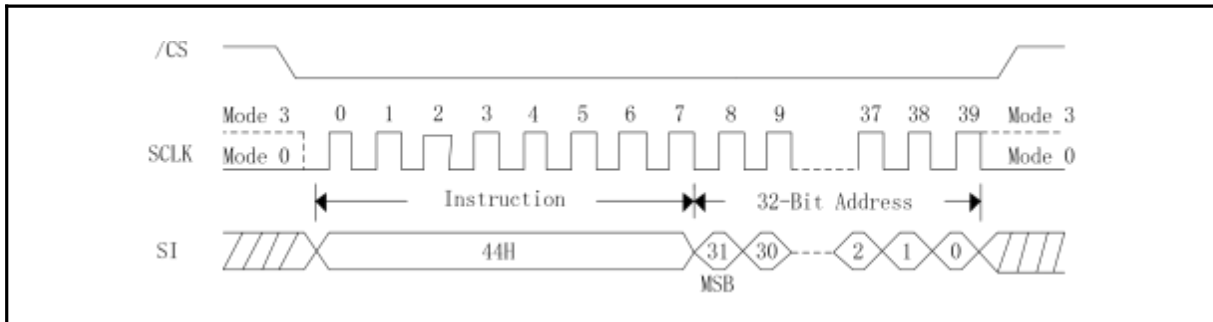 /CS
Mode 3 0 1 2 3 4 5 6 7 8 9 37 38 39 Mode 3
SCLK Mode 0 Mode 0
Instruction 32-Bit Address
SI 44H 31 30 2 1 0
MSB